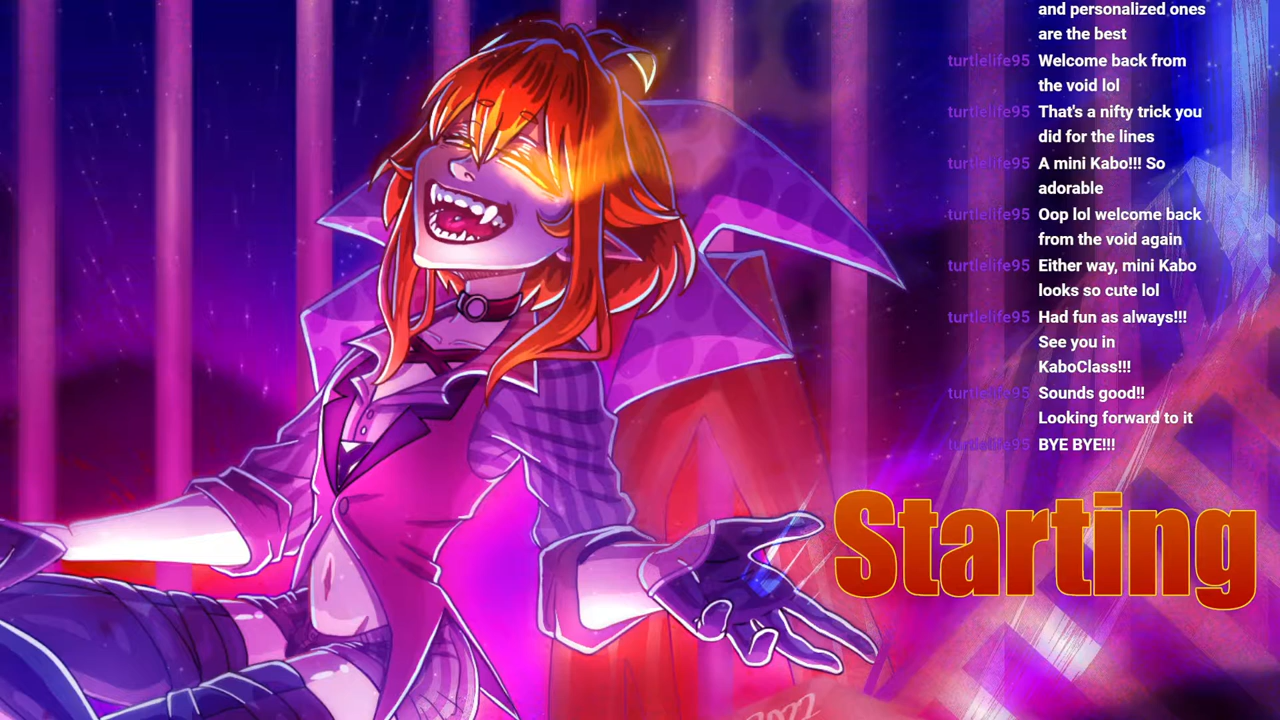 and personalized ones
are the best
turtlelife95 Welcome back from
the void lol
turtlelife95 That's a nifty trick you
did for the lines
turtlelife95 A mini Kabo!!! So
adorable
turtlelife95 Oop lol welcome back
from the void again
turtlelife95 Either way, mini Kabo
looks so cute lol
turtlelife95 Had fun as always!!!
See you in
KaboClass!!!
turtlelife95 Sounds good!!
Looking forward to it
turtlelife95 BYE BYE!!!
Starting